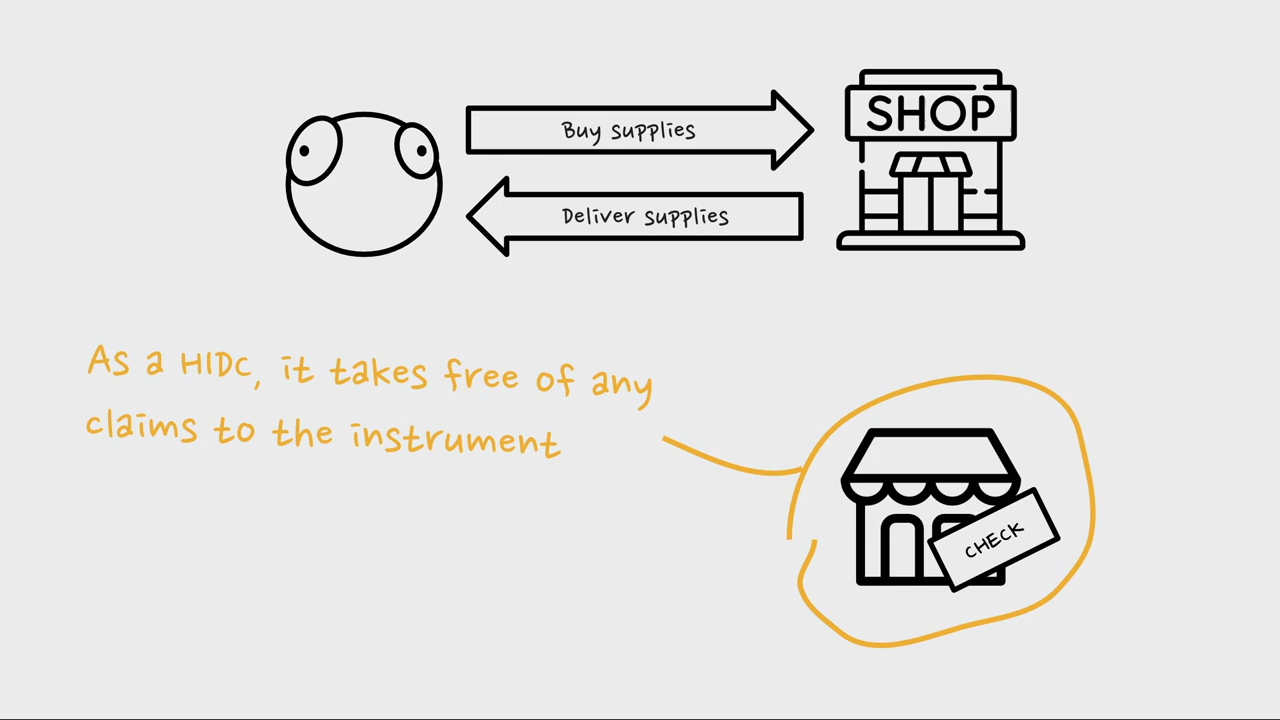 SHOP
Buy supplies
Deliver supplies
As a HIDC, it takes free of any
claims to the instrument
CHECK